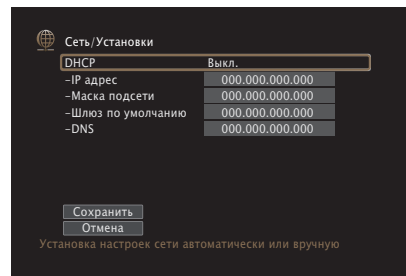 Сеть/Установки
DHCP Выкл.
–IP адрес 000.000.000.000
–Маска подсети 000.000.000.000
–Шлюз по умолчанию 000.000.000.000
–DNS 000.000.000.000
Сохранить
Отмена
Установка настроек сети автоматически или вручную